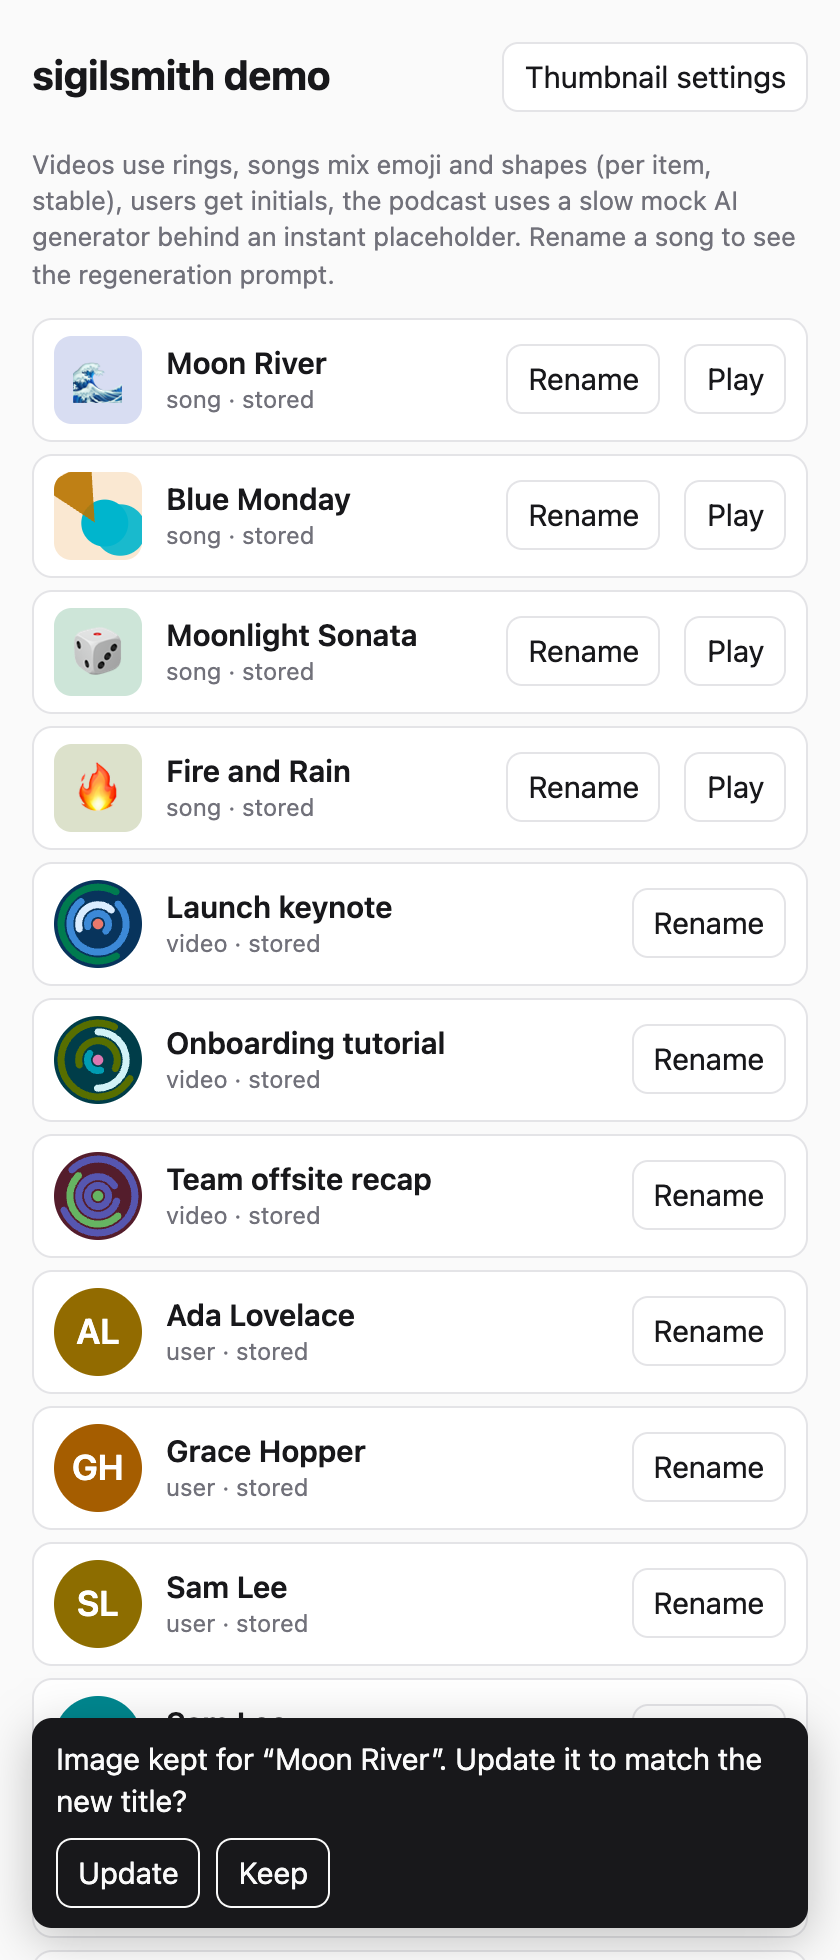 sigilsmith demo
Thumbnail settings
Videos use rings, songs mix emoji and shapes (per item,
stable), users get initials, the podcast uses a slow mock AI
generator behind an instant placeholder. Rename a song to see
the regeneration prompt.
Moon River
song · stored
Rename
Play
Blue Monday
song · stored
Rename
Play
Moonlight Sonata
song · stored
Rename
Play
Fire and Rain
song · stored
Rename
Play
Launch keynote
video · stored
Rename
Onboarding tutorial
video · stored
Rename
Team offsite recap
video · stored
Rename
AL
Ada Lovelace
user · stored
Rename
GH
Grace Hopper
user · stored
Rename
SL
Sam Lee
user · stored
Rename
Image kept for “Moon River”. Update it to match the
new title?
Update
Keep